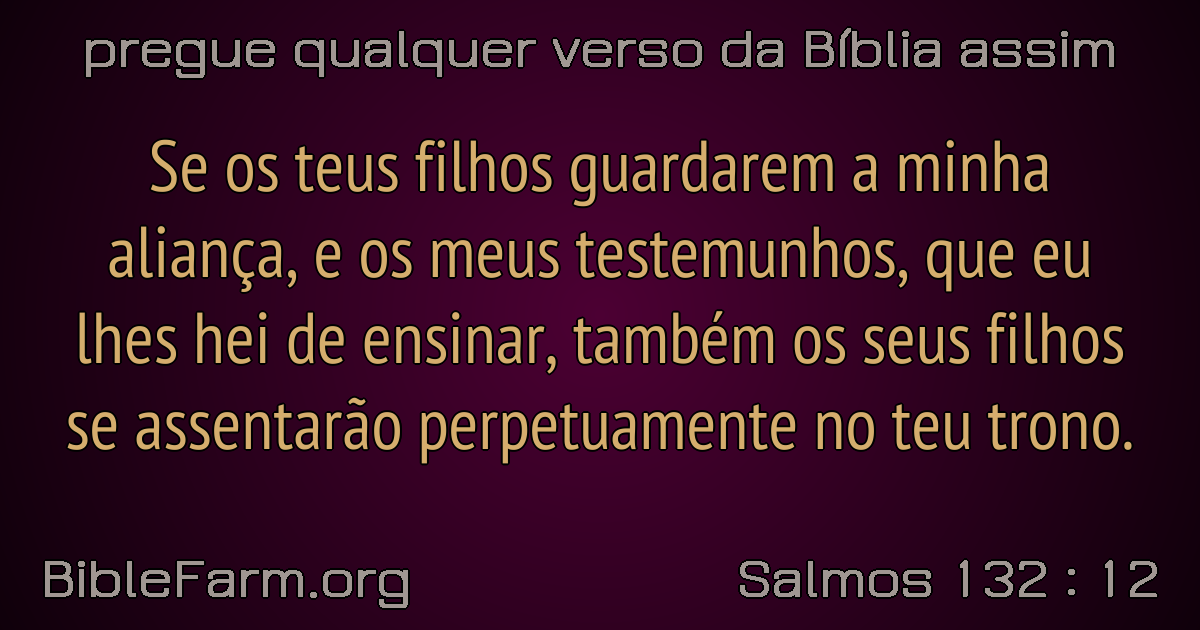 pregue qualquer verso da Bíblia assim
Se os teus filhos guardarem a minha
aliança, e os meus testemunhos, que eu
lhes hei de ensinar, também os seus filhos
se assentarão perpetuamente no teu trono.
BibleFarm.org
Salmos 132 : 12